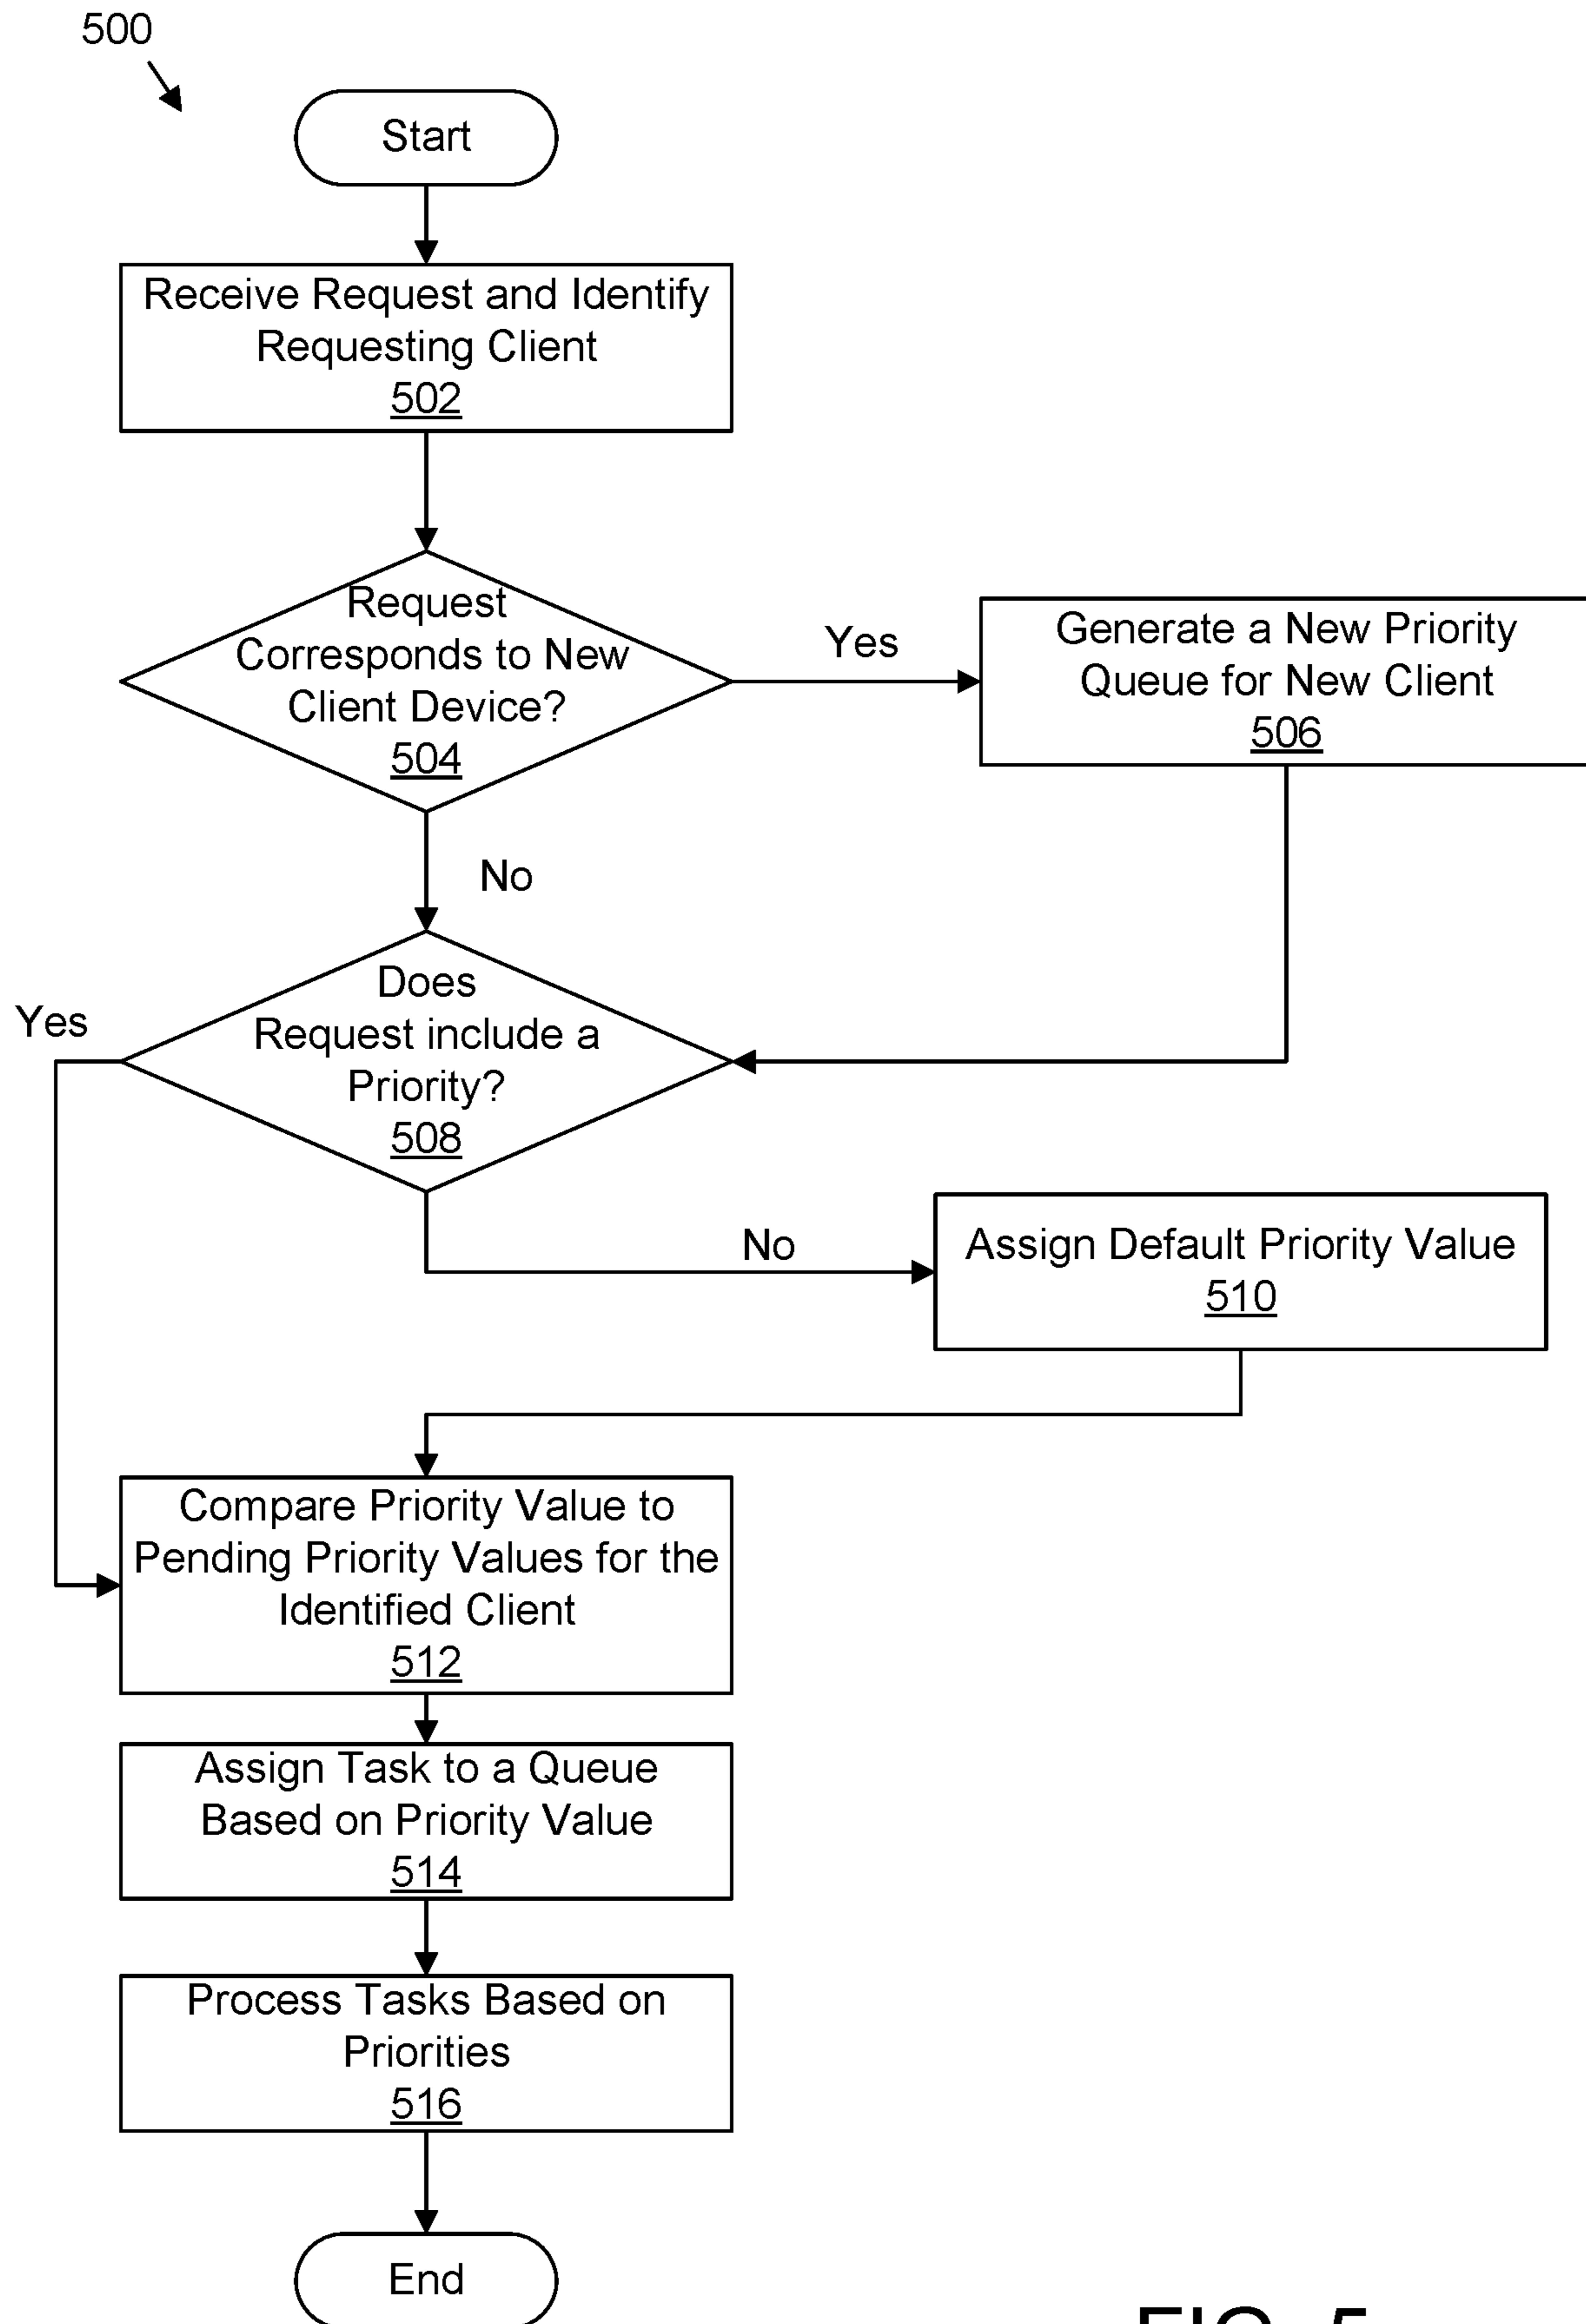 500
Start
Receive Request and Identify
Requesting Client
502
Request
Corresponds to New
Client Device?
504
Yes
Generate a New Priority
Queue for New Client
506
No
Does
Request include a
Priority?
508
Yes
No
Assign Default Priority Value
510
Compare Priority Value to
Pending Priority Values for the
Identified Client
512
Assign Task to a Queue
Based on Priority Value
514
Process Tasks Based on
Priorities
516
End
FIG. 5